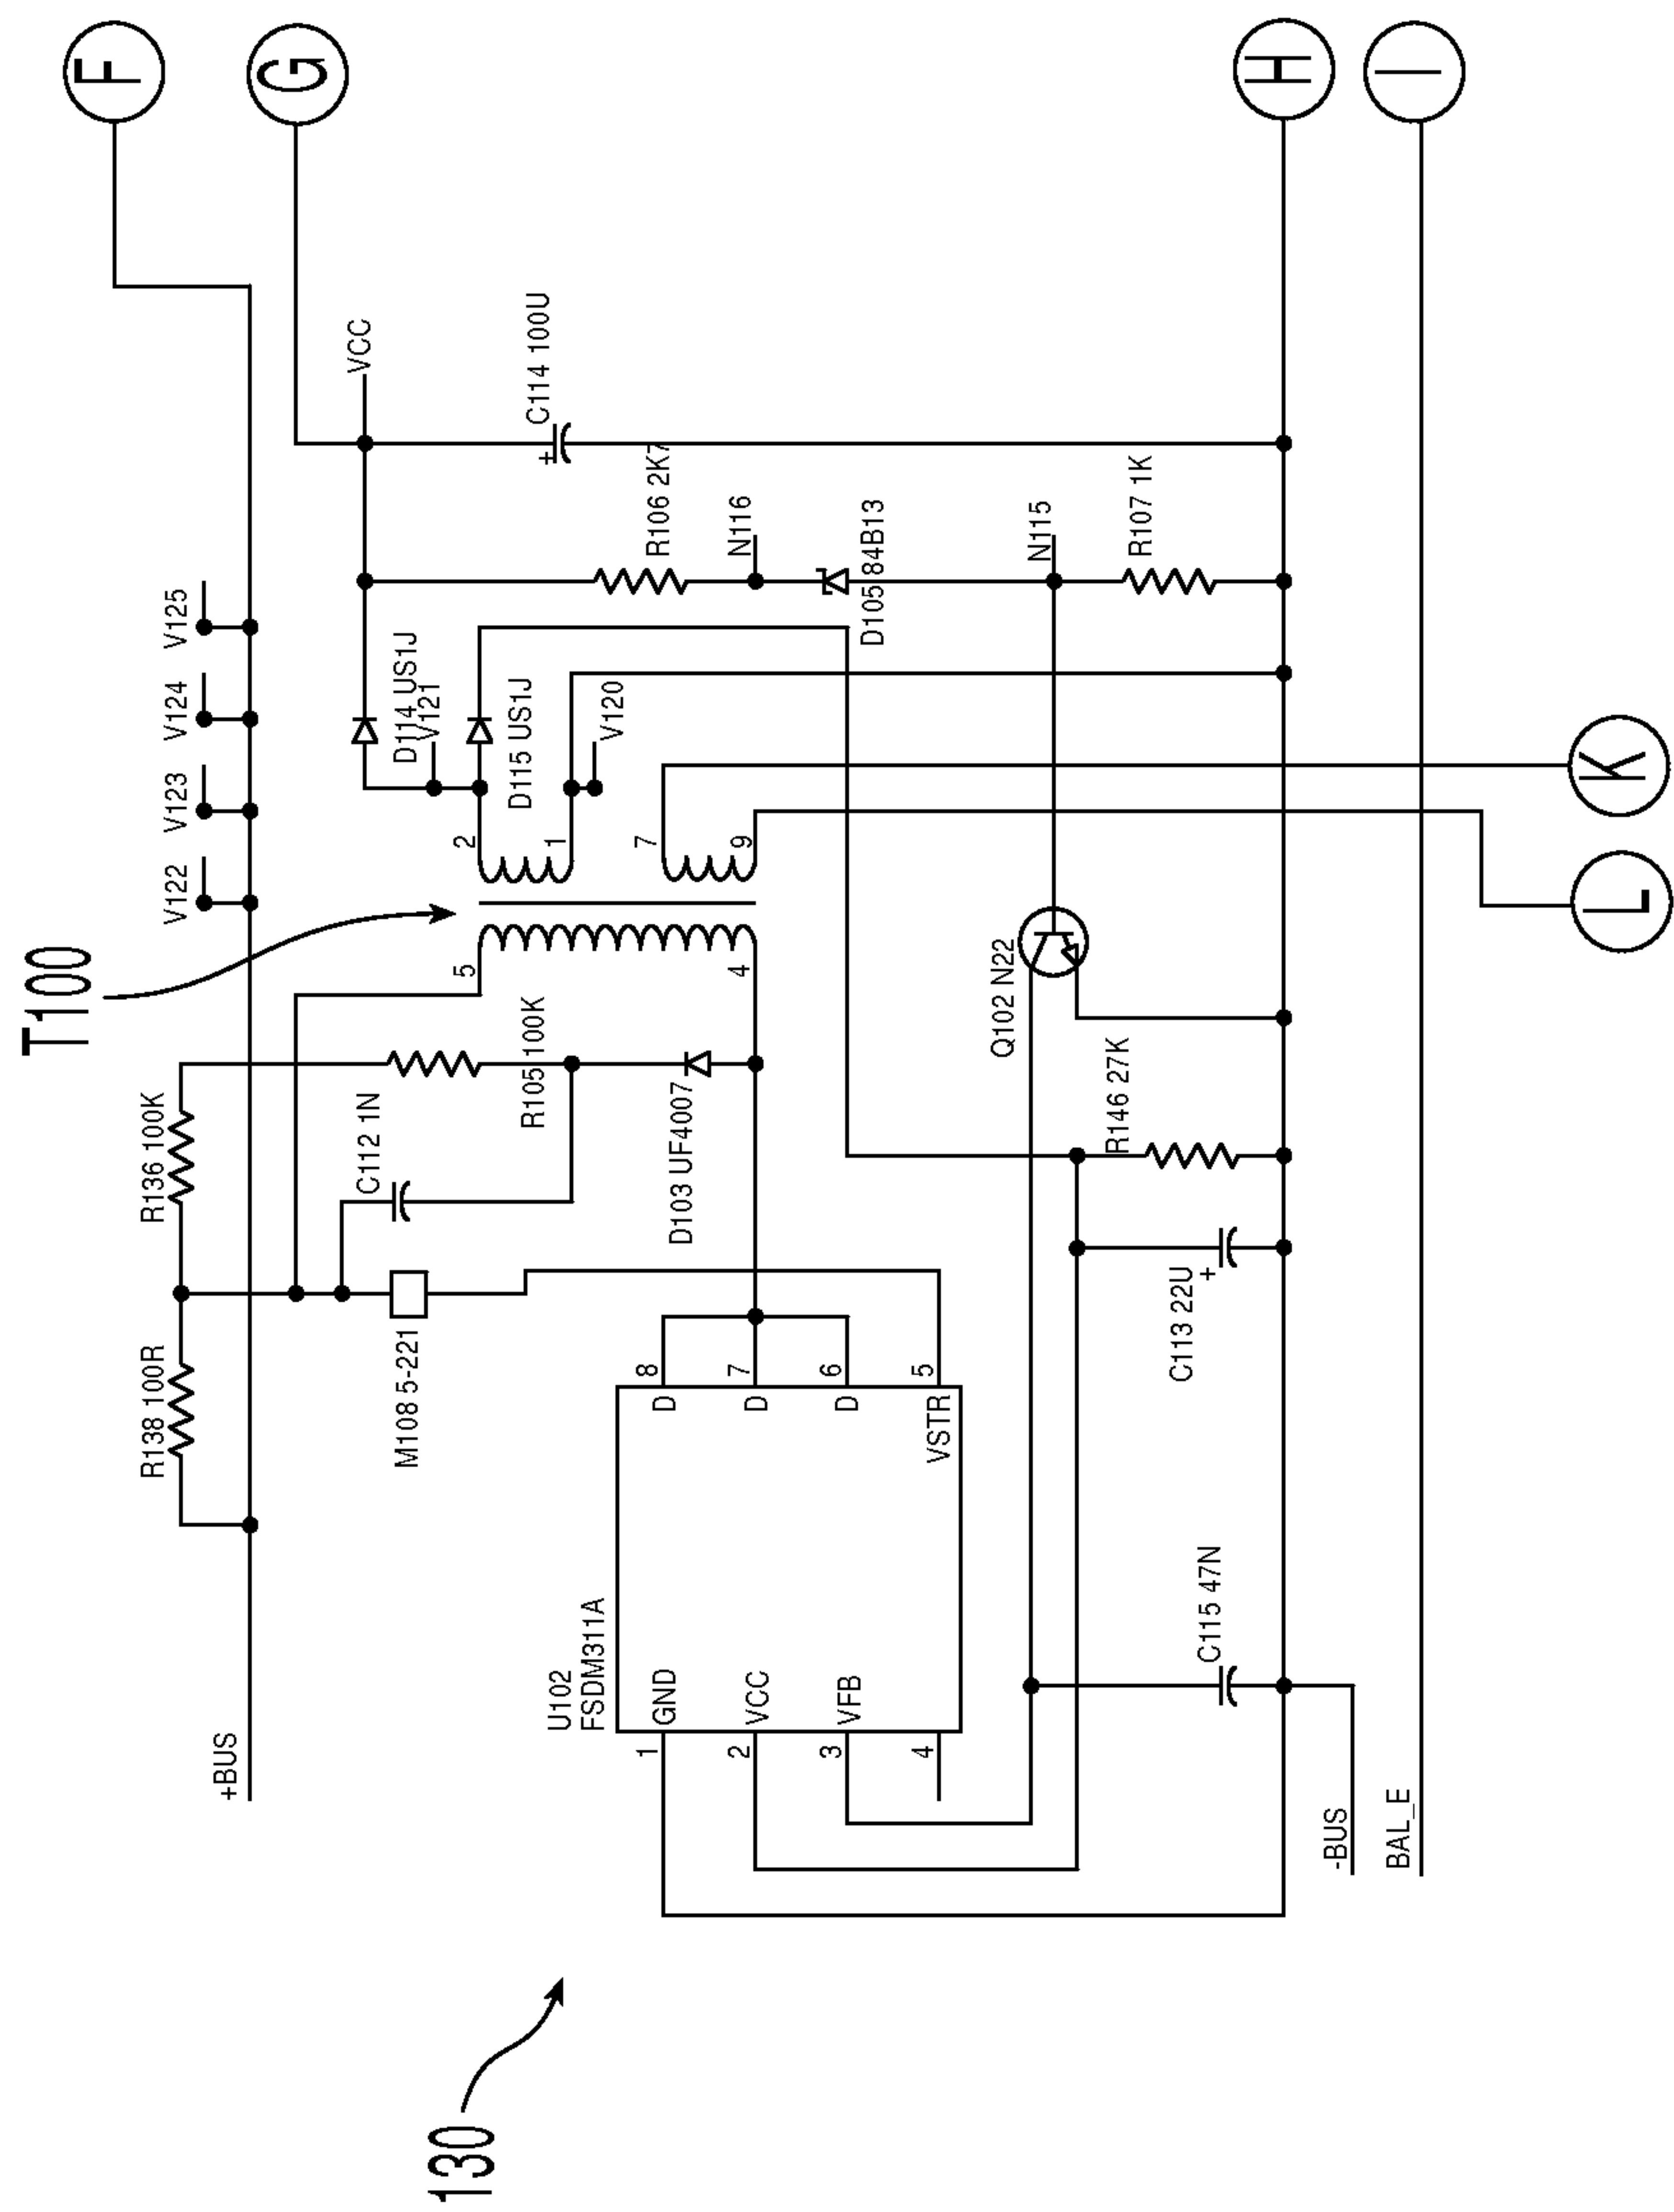 130
T100
F
G
H
I
K
L
+BUS
R138 100R
R136 100K
V122
V123
V124
V125
M108 5-221
C112 1N
R105 100K
D103 UF4007
5
4
2
1
7
9
D114 US1J
V121
D115 US1J
V120
VCC
C114 100U
+
R106 2K7
N116
D105 84B13
N115
R107 1K
U102
FSDM311A
1
GND
2
VCC
3
VFB
4
D
8
D
7
D
6
VSTR
5
Q102 N22
R146 27K
C113 22U
+
C115 47N
-BUS
BAL_E